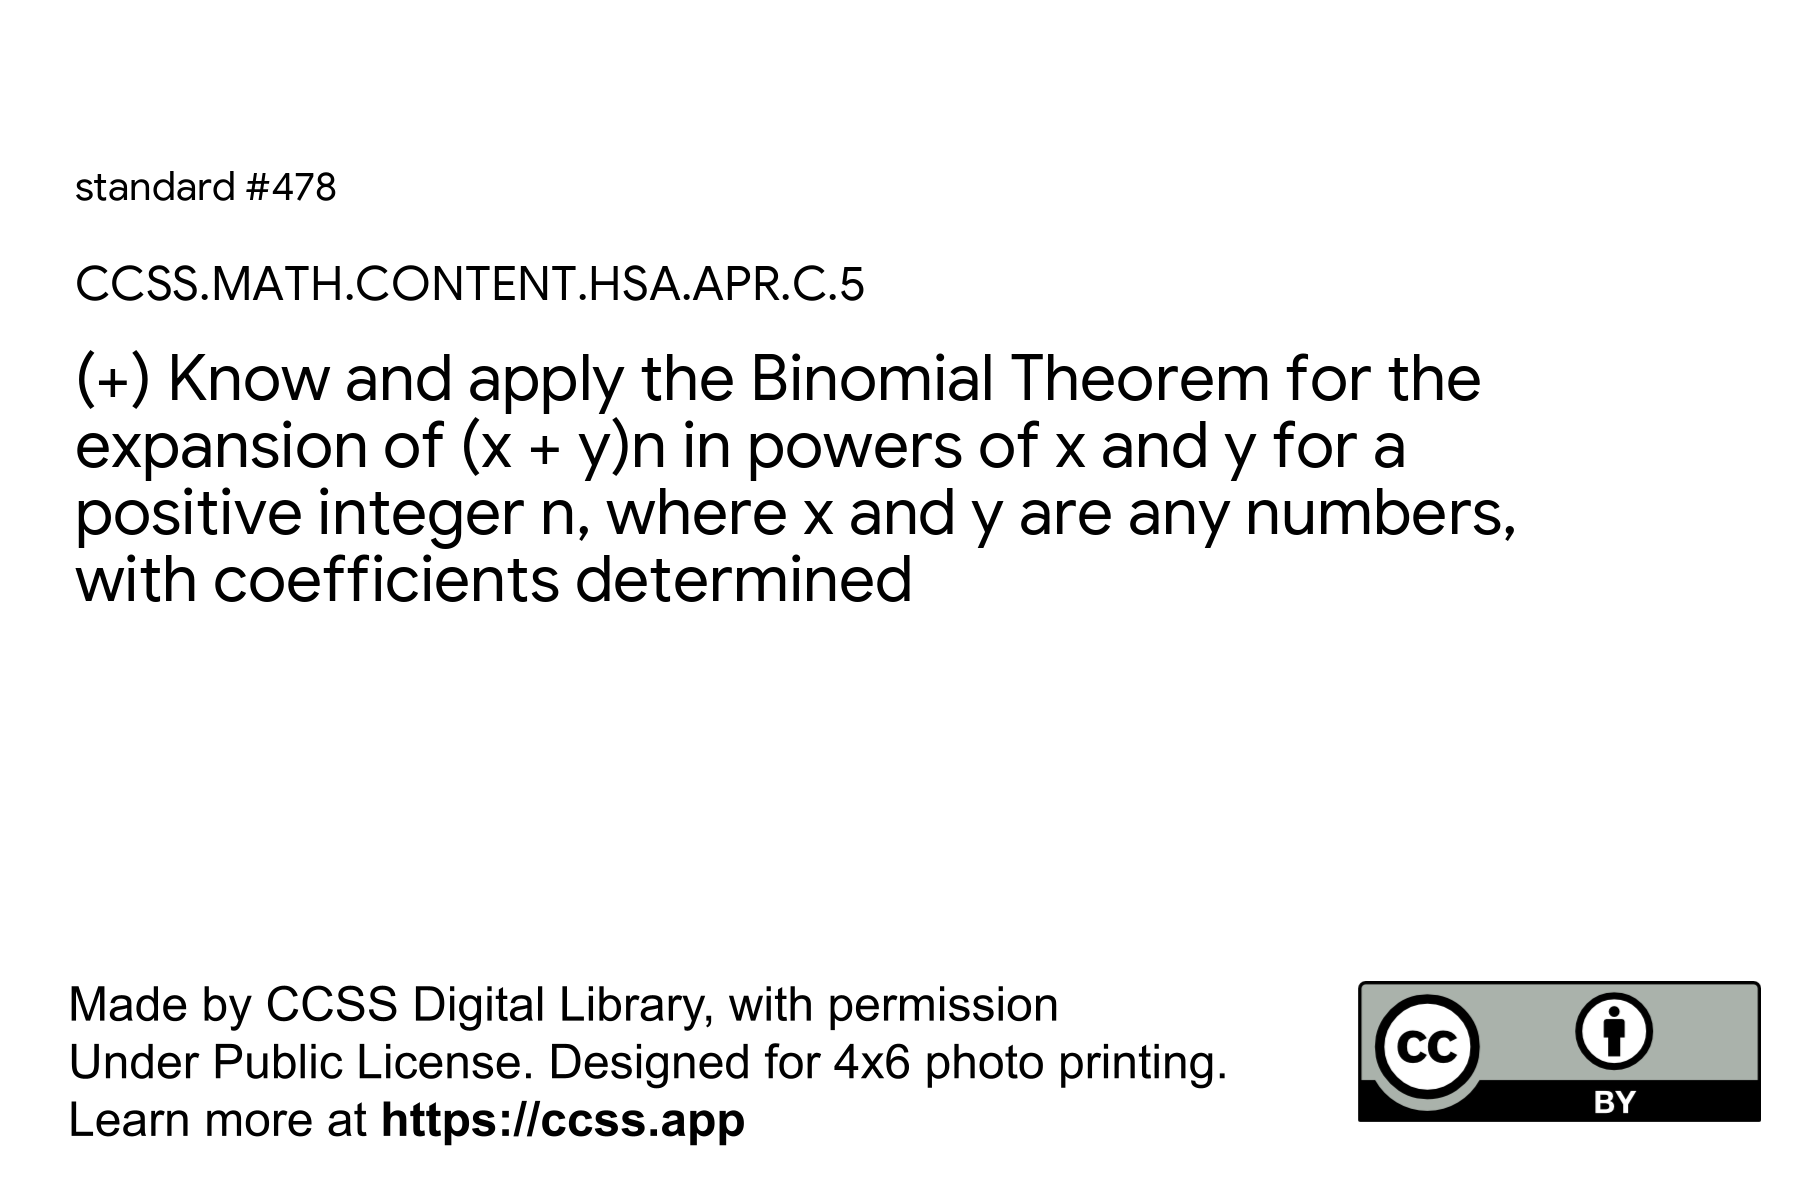 standard #478
CCSS.MATH.CONTENT.HSA.APR.C.5
(+) Know and apply the Binomial Theorem for the
expansion of (x + y)n in powers of x and y for a
positive integer n, where x and y are any numbers,
with coefficients determined
Made by CCSS Digital Library, with permission
Under Public License. Designed for 4x6 photo printing.
Learn more at https://ccss.app
cc
BY